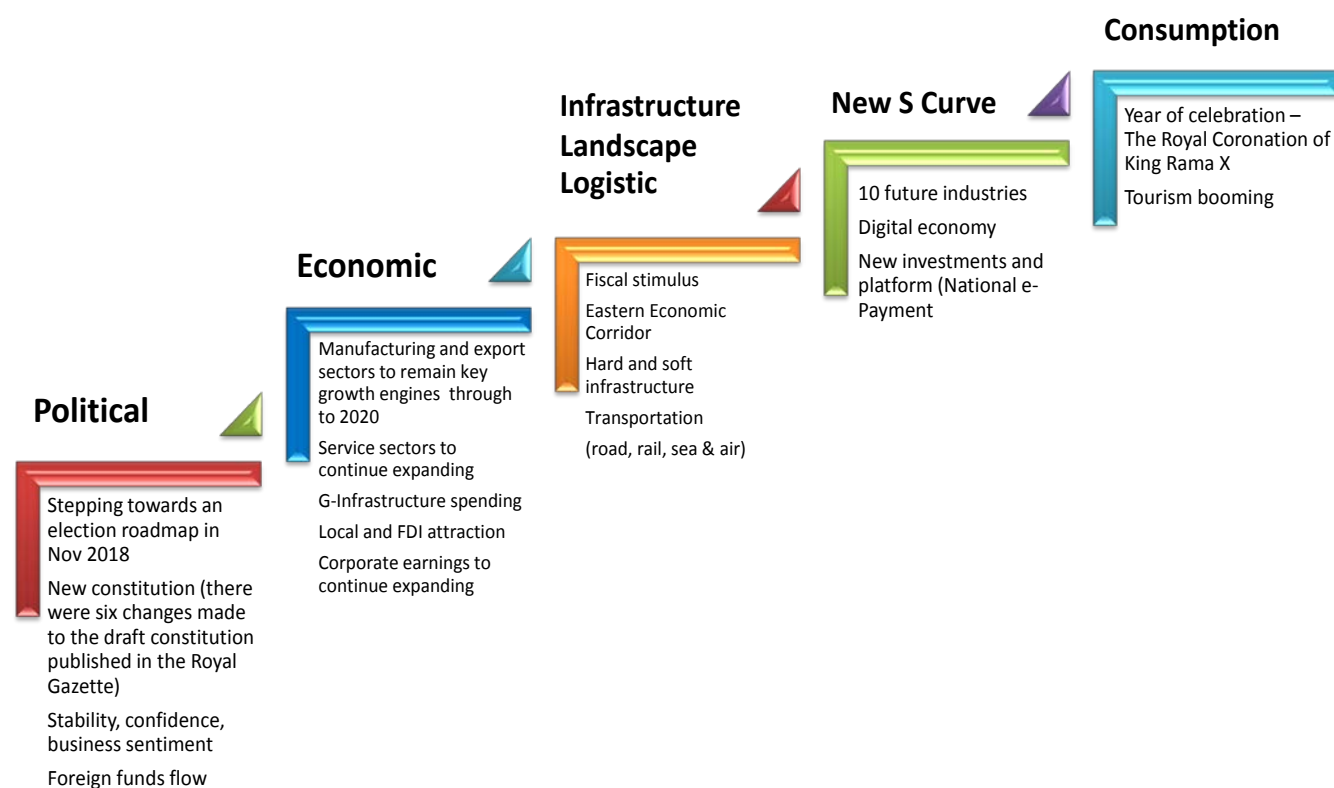 Political
Stepping towards an
election roadmap in
Nov 2018
New constitution (there
were six changes made
to the draft constitution
published in the Royal
Gazette)
Stability, confidence,
business sentiment
Foreign funds flow
Economic
Manufacturing and export
sectors to remain key
growth engines through
to 2020
Service sectors to
continue expanding
G-Infrastructure spending
Local and FDI attraction
Corporate earnings to
continue expanding
Infrastructure
Landscape
Logistic
Fiscal stimulus
Eastern Economic
Corridor
Hard and soft
infrastructure
Transportation
(road, rail, sea & air)
New S Curve
10 future industries
Digital economy
New investments and
platform (National e-
Payment
Consumption
Year of celebration –
The Royal Coronation of
King Rama X
Tourism booming